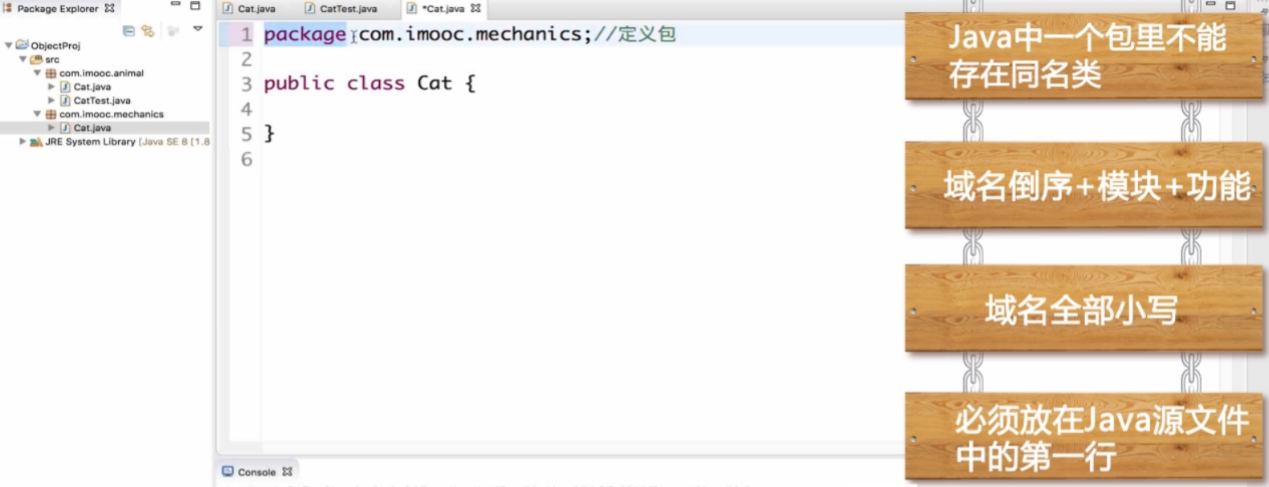 Package Explorer
ObjectProj
src
com.imooc.animal
Cat.java
CatTest.java
com.imooc.mechanics
Cat.java
JRE System Library [Java SE 8 [1.8
Cat.java
CatTest.java
*Cat.java
1 package com.imooc.mechanics;//定义包
2
3 public class Cat {
4
5 }
6
Console
Java中一个包里不能
存在同名类
域名倒序+模块+功能
域名全部小写
必须放在Java源文件
中的第一行